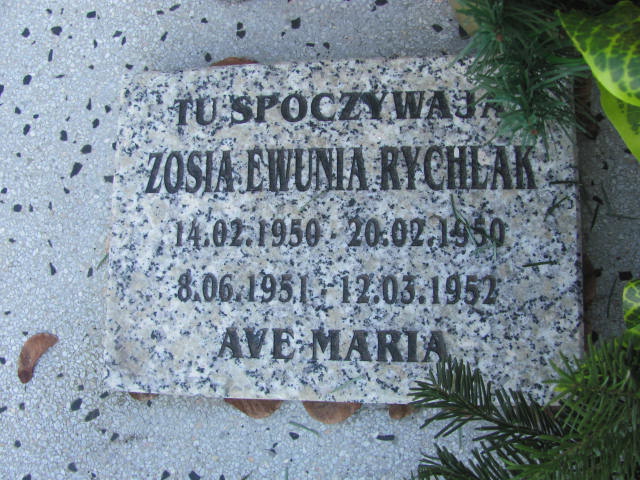 TU SPOCZYWAJĄ
ZOSIA EWUNIA RYCHLAK
14.02.1950 - 20.02.1950
8.06.1951 12.03.1952
AVE MARIA